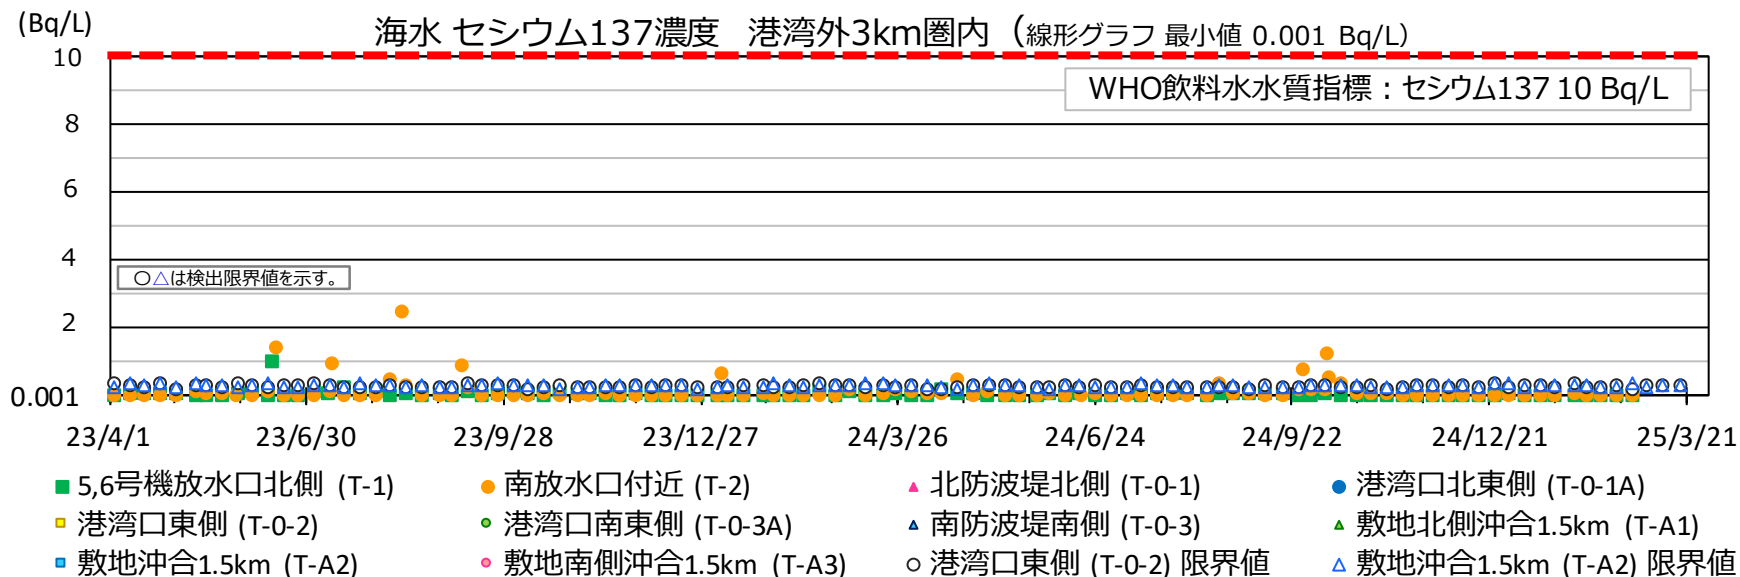 (Bq/L)
海水 セシウム137濃度　港湾外3km圏内（線形グラフ 最小値 0.001 Bq/L）
10
WHO飲料水水質指標：セシウム137 10 Bq/L
8
6
4
○△は検出限界値を示す。
2
0.001
23/4/1 23/6/30 23/9/28 23/12/27 24/3/26 24/6/24 24/9/22 24/12/21 25/3/21
5,6号機放水口北側 (T-1) 南放水口付近 (T-2) 北防波堤北側 (T-0-1) 港湾口北東側 (T-0-1A)
港湾口東側 (T-0-2) 港湾口南東側 (T-0-3A) 南防波堤南側 (T-0-3) 敷地北側沖合1.5km (T-A1)
敷地沖合1.5km (T-A2) 敷地南側沖合1.5km (T-A3) 港湾口東側 (T-0-2) 限界値 敷地沖合1.5km (T-A2) 限界値